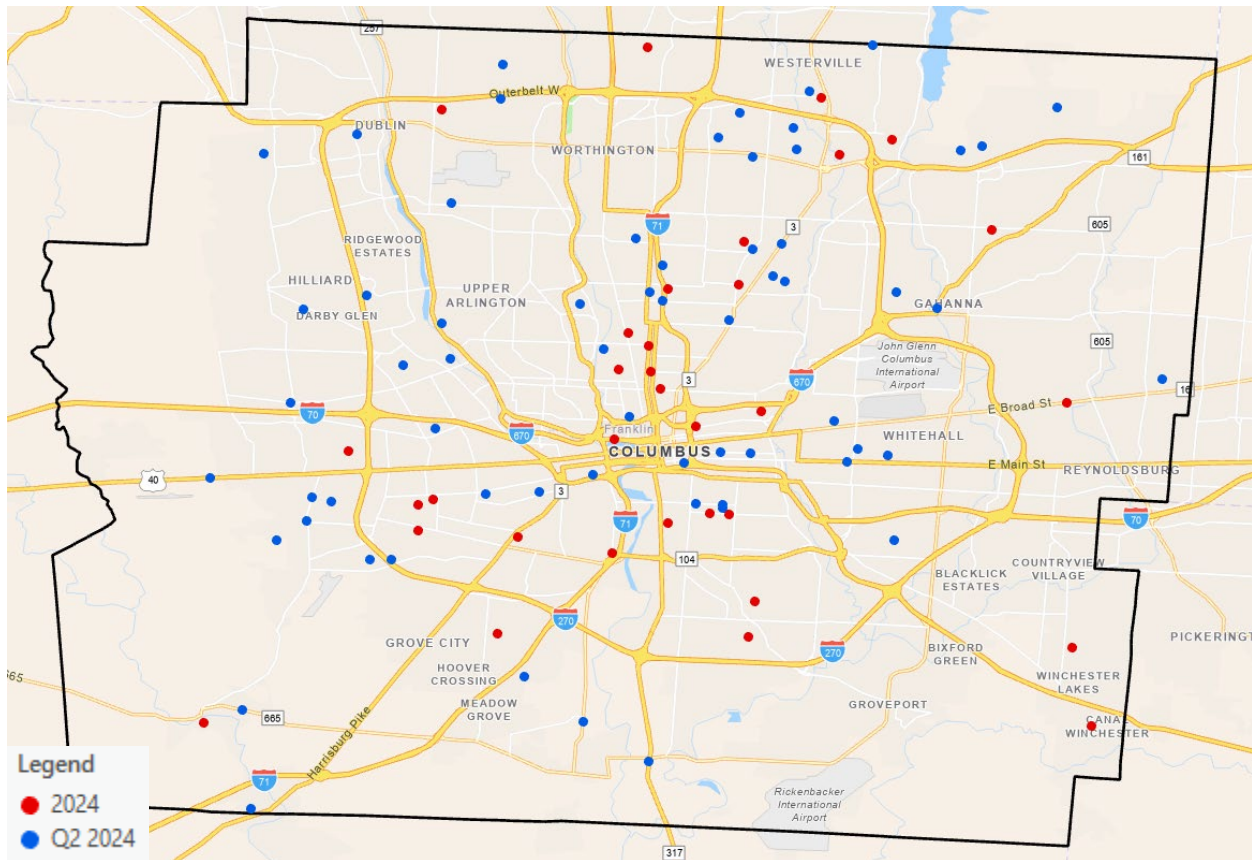 257
WESTERVILLE
Outerbelt W
DUBLIN
WORTHINGTON
161
71
3
605
RIDGEWOOD
ESTATES
HILLIARD
UPPER
ARLINGTON
GAHANNA
DARBY GLEN
John Glenn
Columbus
International
Airport
605
3
670
16
70
E Broad St
Franklin
670
WHITEHALL
COLUMBUS
E Main St
REYNOLDSBURG
40
3
71
70
104
COUNTRYVIEW
VILLAGE
BLACKLICK
ESTATES
270
GROVE CITY
BIXFORD
GREEN
270
PICKERINGT
HOOVER
CROSSING
WINCHESTER
LAKES
665
MEADOW
GROVE
GROVEPORT
665
CANAL
WINCHESTER
Harrisburg Pike
71
Rickenbacker
International
Airport
317
Legend
2024
Q2 2024